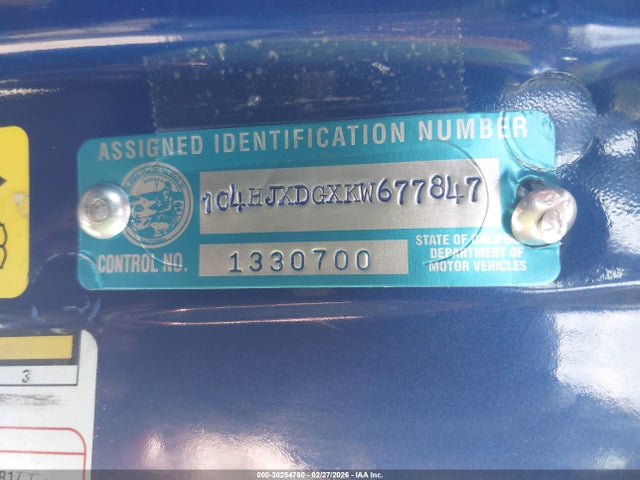 ASSIGNED IDENTIFICATION NUMBER
1C4HJXDGXKW677847
CONTROL NO. 1330700
STATE OF CALIFORNIA
DEPARTMENT OF
MOTOR VEHICLES
3
000-30254760 - 02/27/2026 - IAA Inc.